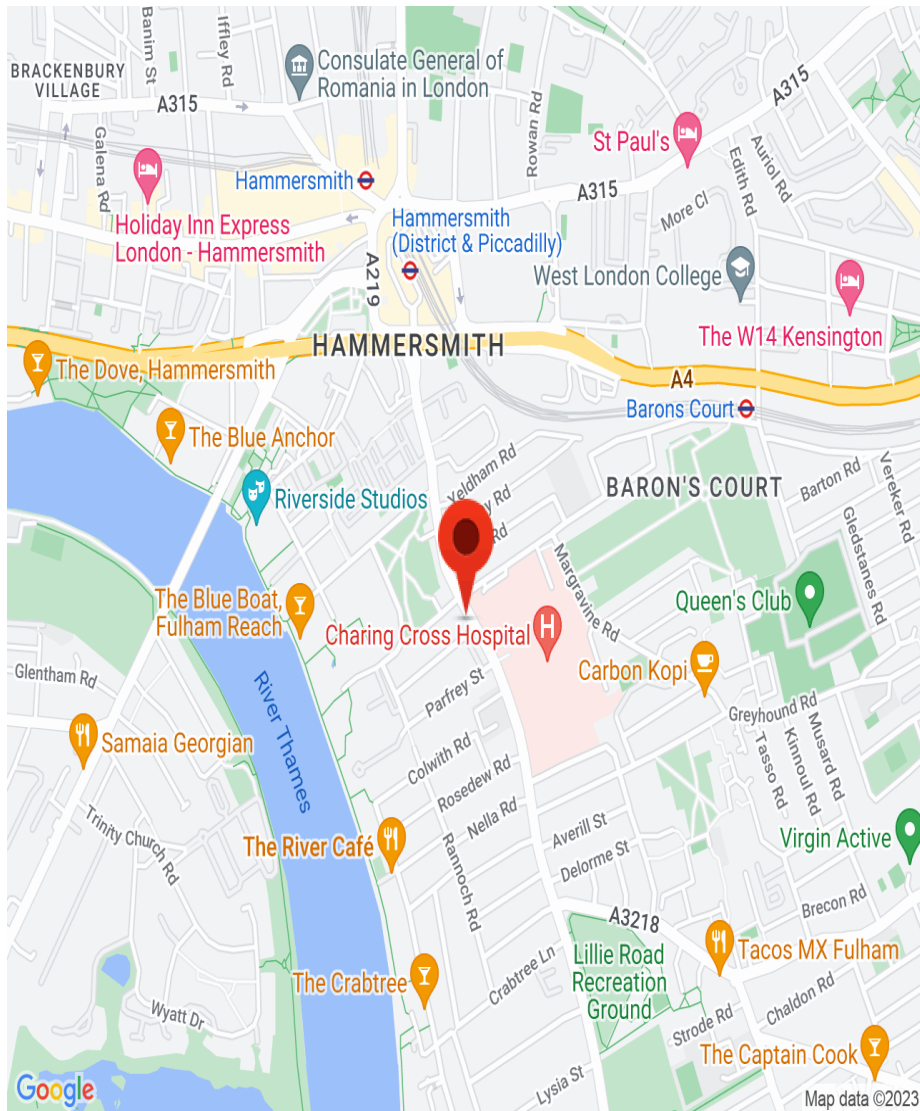 Banim St
Iffley Rd
Consulate General of
Romania in London
BRACKENBURY
VILLAGE
A315
A315
Rowan Rd
St Paul's
Auriol Rd
Edith Rd
Galena Rd
Hammersmith
A315
More Cl
Holiday Inn Express
London - Hammersmith
Hammersmith
(District & Piccadilly)
A219
West London College
The W14 Kensington
HAMMERSMITH
The Dove, Hammersmith
A4
Barons Court
The Blue Anchor
Yeldham Rd
BARON'S COURT
Barton Rd
Vereker Rd
Riverside Studios
Rd
Rd
Gledstanes Rd
Margravine Rd
The Blue Boat,
Fulham Reach
Queen's Club
Charing Cross Hospital
H
Carbon Kopi
Glentham Rd
River Thames
Parfrey St
Greyhound Rd
Musard Rd
Kinnoul Rd
Tasso Rd
Samaia Georgian
Colwith Rd
Rosedew Rd
Nella Rd
Trinity Church Rd
Averill St
The River Café
Rannoch Rd
Delorme St
Virgin Active
Brecon Rd
A3218
Tacos MX Fulham
Lillie Road
Recreation
Ground
Crabtree Ln
The Crabtree
Chaldon Rd
Wyatt Dr
Strode Rd
The Captain Cook
Lysia St
Google
Map data ©2023